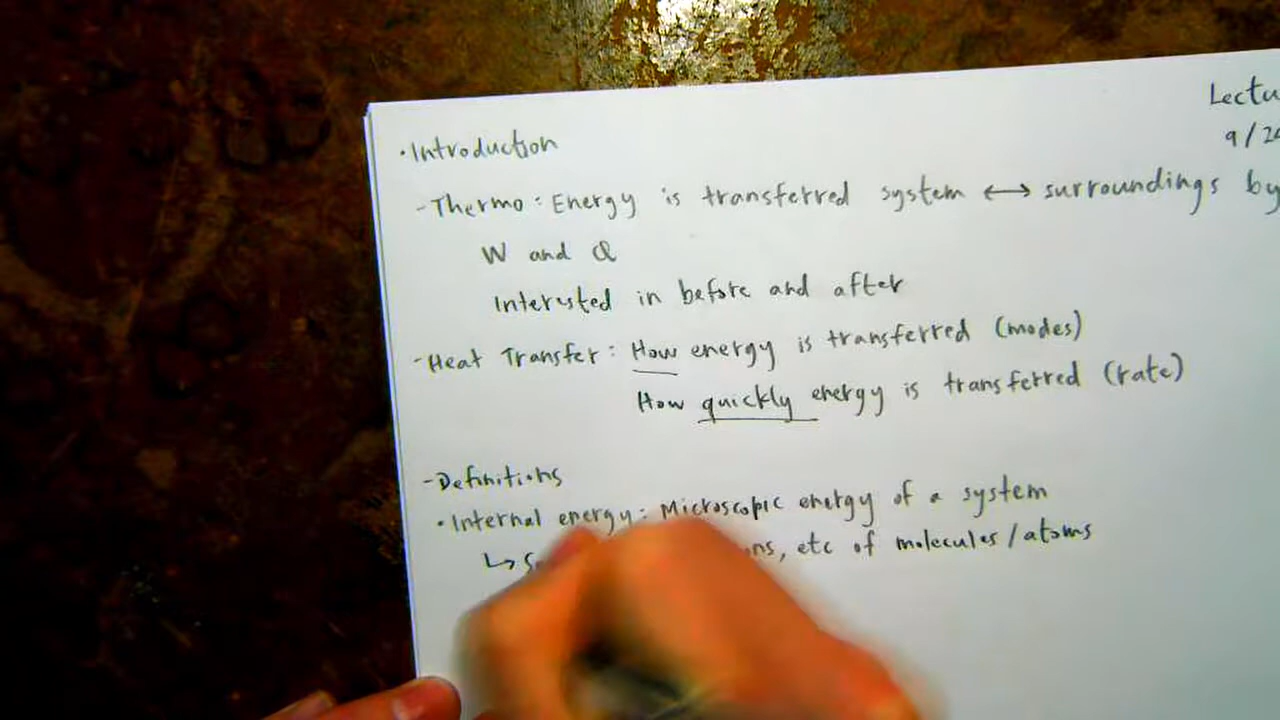 Lectu
9/20
•Introduction
-Thermo: Energy is transferred system ↔ surroundings by
W and Q
Interested in before and after
-Heat Transfer: How energy is transferred (modes)
How quickly energy is transferred (rate)
-Definitions
•Internal energy: Microscopic energy of a system
↳ etc of molecules/atoms